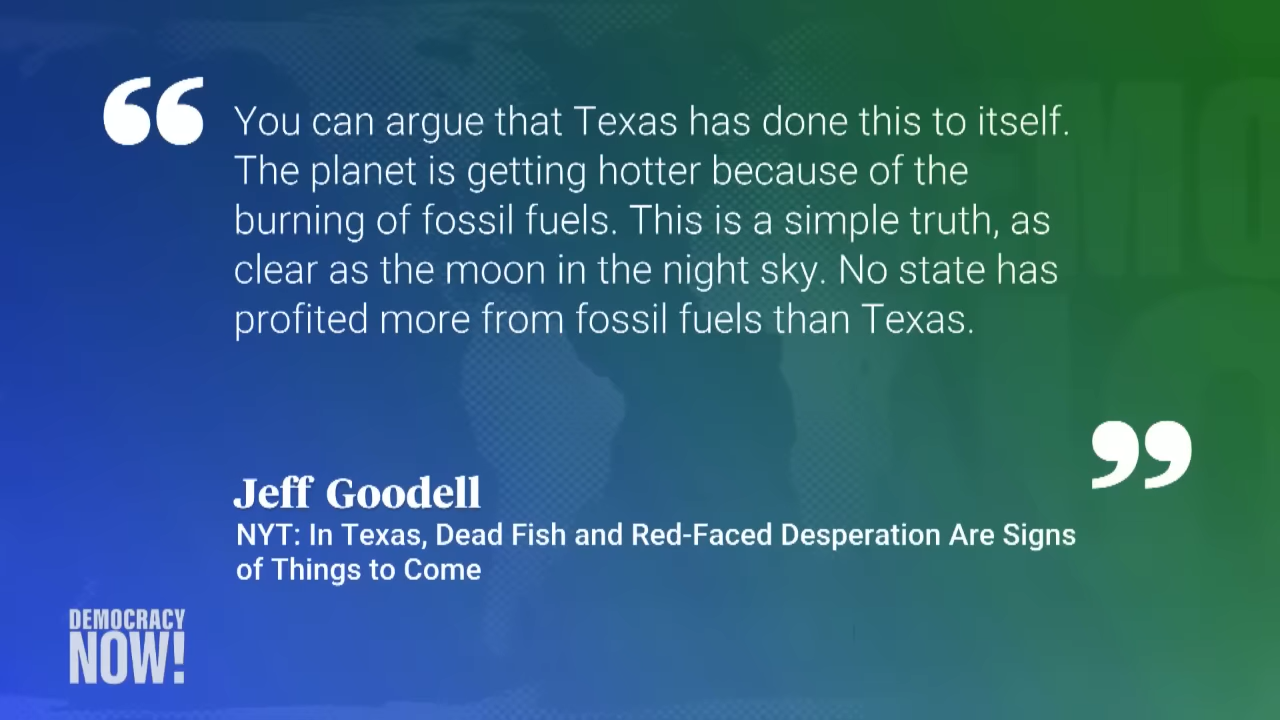 “ You can argue that Texas has done this to itself.
The planet is getting hotter because of the
burning of fossil fuels. This is a simple truth, as
clear as the moon in the night sky. No state has
profited more from fossil fuels than Texas.
”
Jeff Goodell
NYT: In Texas, Dead Fish and Red-Faced Desperation Are Signs
of Things to Come
DEMOCRACY
NOW!